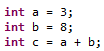 int a = 3;
int b = 8;
int c = a + b;